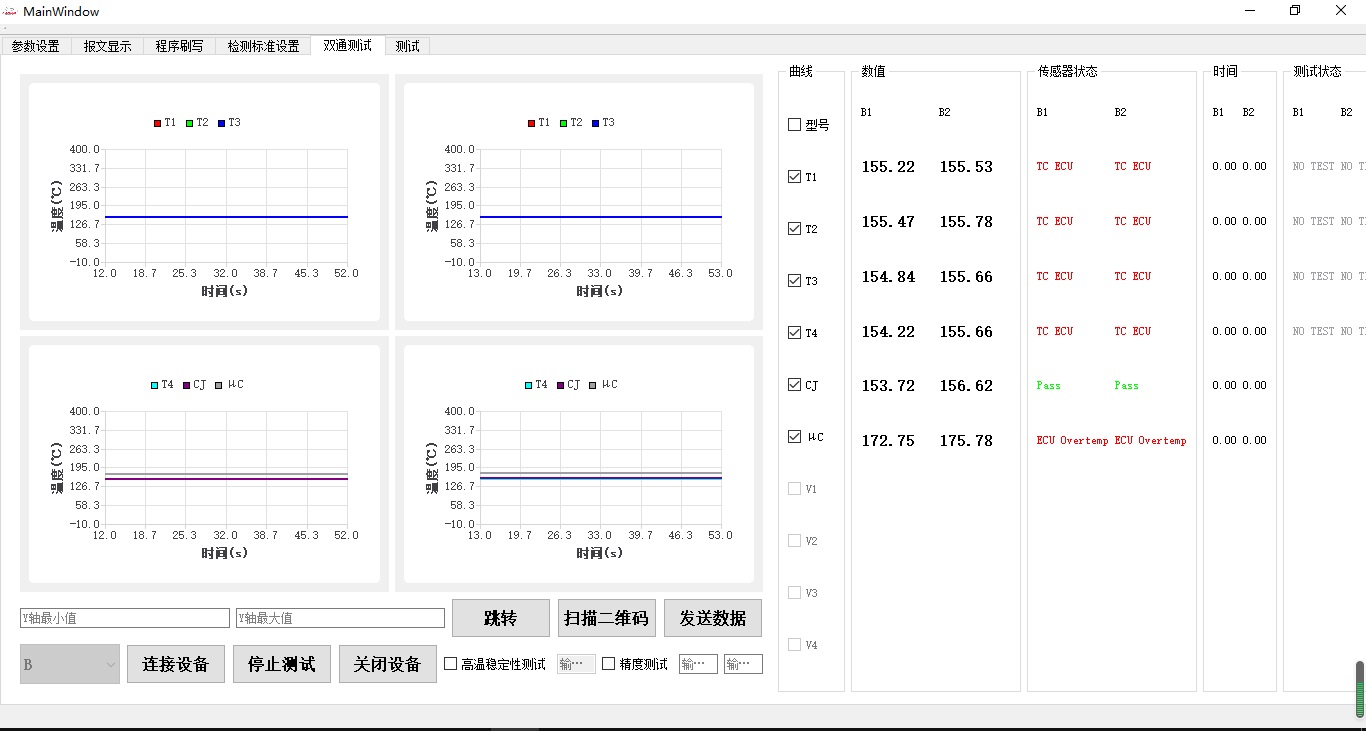 MainWindow
参数设置 报文显示 程序刷写 检测标准设置 双通测试 测试
T1 T2 T3
400.0
331.7
263.3
195.0
126.7
58.3
-10.0
温度(℃)
12.0 18.7 25.3 32.0 38.7 45.3 52.0
时间(s)
T1 T2 T3
400.0
331.7
263.3
195.0
126.7
58.3
-10.0
温度(℃)
13.0 19.7 26.3 33.0 39.7 46.3 53.0
时间(s)
T4 CJ μC
400.0
331.7
263.3
195.0
126.7
58.3
-10.0
温度(℃)
12.0 18.7 25.3 32.0 38.7 45.3 52.0
时间(s)
T4 CJ μC
400.0
331.7
263.3
195.0
126.7
58.3
-10.0
温度(℃)
13.0 19.7 26.3 33.0 39.7 46.3 53.0
时间(s)
Y轴最小值 Y轴最大值 跳转 扫描二维码 发送数据
B 连接设备 停止测试 关闭设备 高温稳定性测试 输… 精度测试 输… 输…
曲线
型号
T1
T2
T3
T4
CJ
μC
V1
V2
V3
V4
数值
B1 B2
155.22 155.53
155.47 155.78
154.84 155.66
154.22 155.66
153.72 156.62
172.75 175.78
传感器状态
B1 B2
TC ECU TC ECU
TC ECU TC ECU
TC ECU TC ECU
TC ECU TC ECU
Pass Pass
ECU Overtemp ECU Overtemp
时间
B1 B2
0.00 0.00
0.00 0.00
0.00 0.00
0.00 0.00
0.00 0.00
0.00 0.00
测试状态
B1 B2
NO TEST NO
NO TEST NO
NO TEST NO
NO TEST NO